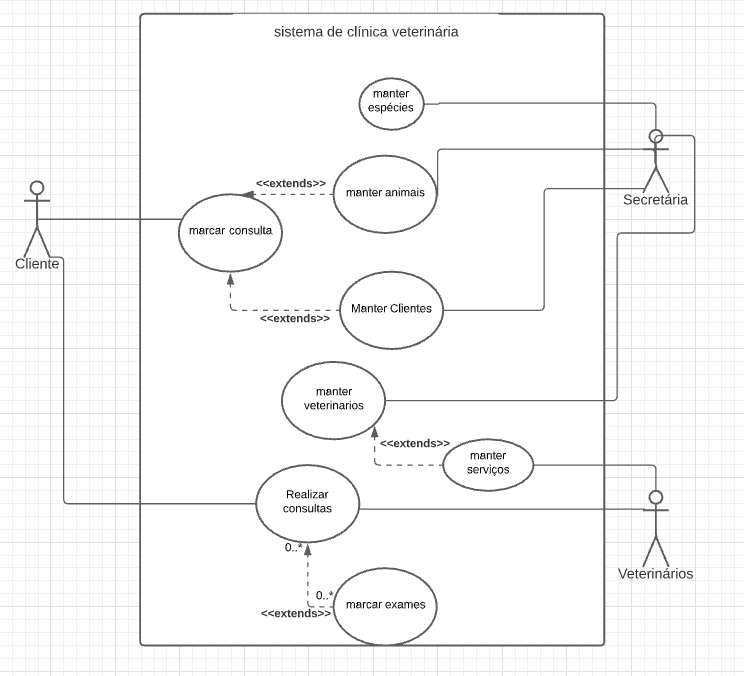 sistema de clínica veterinária
manter
espécies
<<extends>>
manter animais
Secretária
marcar consulta
Cliente
Manter Clientes
<<extends>>
manter
veterinarios
<<extends>>
manter
serviços
Realizar
consultas
0..*
Veterinários
0..*
marcar exames
<<extends>>